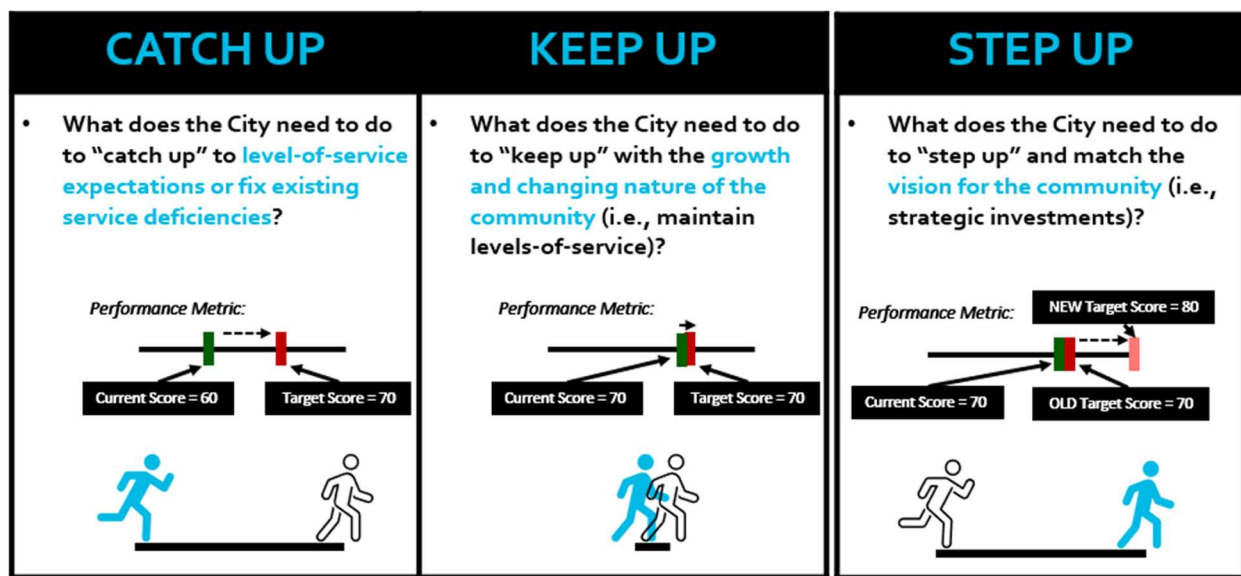 CATCH UP
• What does the City need to do
to “catch up” to level-of-service
expectations or fix existing
service deficiencies?
Performance Metric:
Current Score = 60
Target Score = 70
KEEP UP
• What does the City need to do
to “keep up” with the growth
and changing nature of the
community (i.e., maintain
levels-of-service)?
Performance Metric:
Current Score = 70
Target Score = 70
STEP UP
• What does the City need to do
to “step up” and match the
vision for the community (i.e.,
strategic investments)?
NEW Target Score = 80
Performance Metric:
Current Score = 70
OLD Target Score = 70